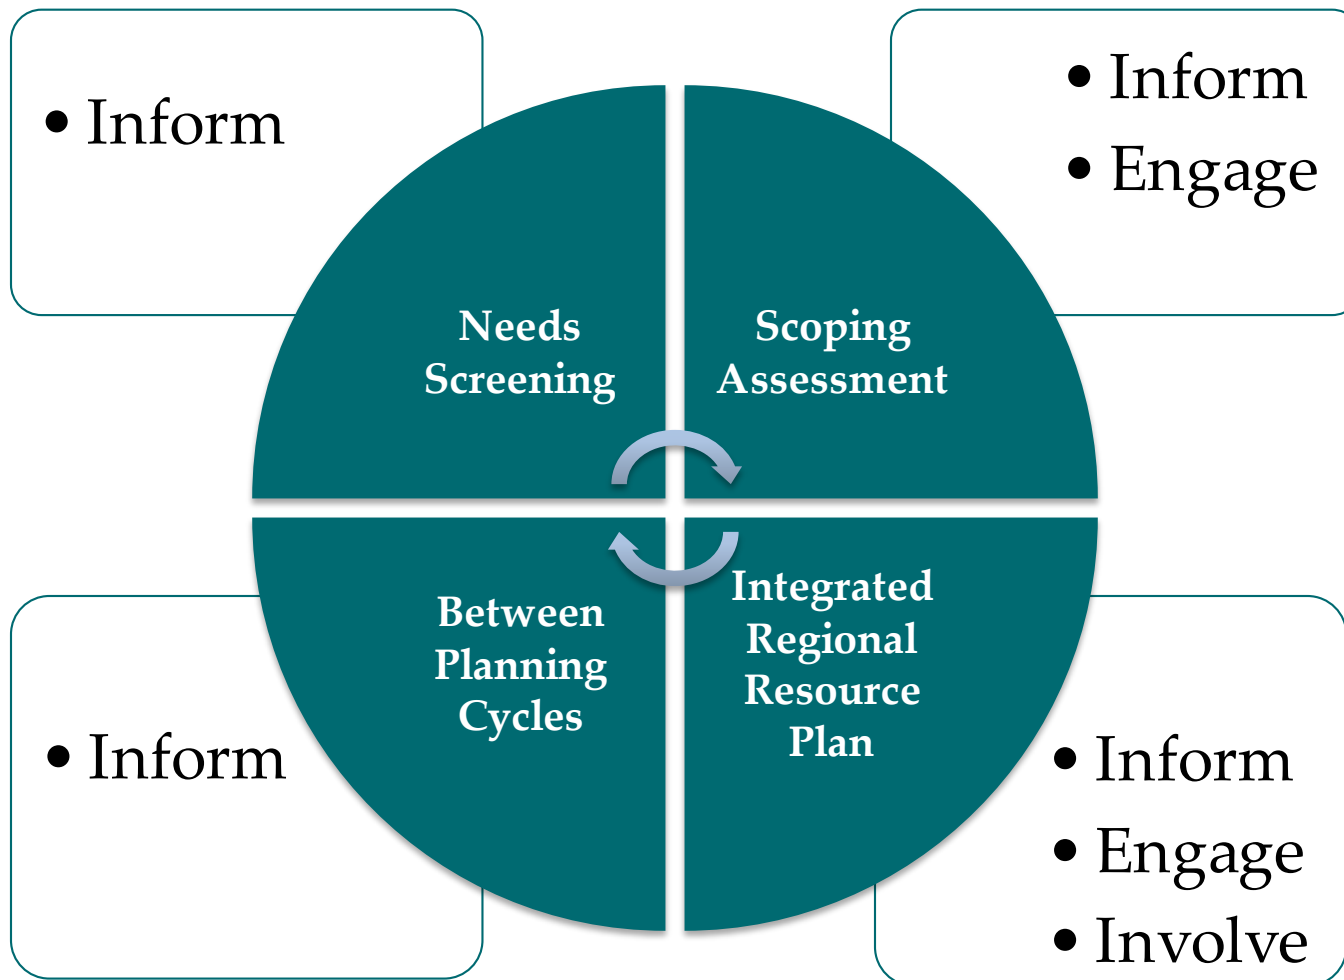 • Inform
• Inform
• Engage
Needs
Screening
Scoping
Assessment
Between
Planning
Cycles
Integrated
Regional
Resource
Plan
• Inform
• Inform
• Engage
• Involve